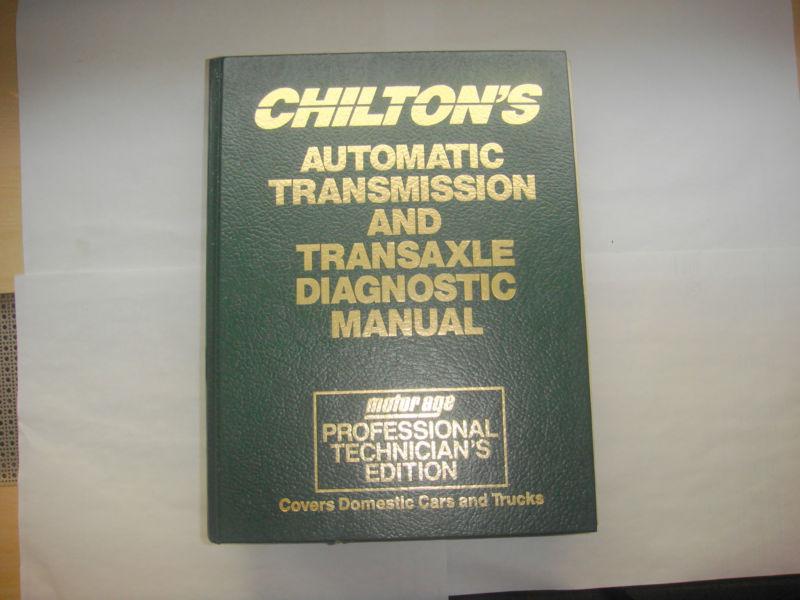 CHILTON'S
AUTOMATIC
TRANSMISSION
AND
TRANSAXLE
DIAGNOSTIC
MANUAL
motor age
PROFESSIONAL
TECHNICIAN'S
EDITION
Covers Domestic Cars and Trucks